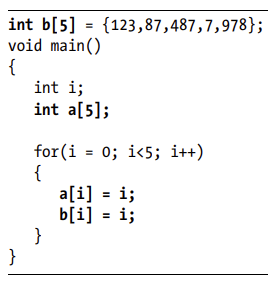 int b[5] = {123,87,487,7,978};
void main()
{
    int i;
    int a[5];

    for(i = 0; i<5; i++)
    {
        a[i] = i;
        b[i] = i;
    }
}